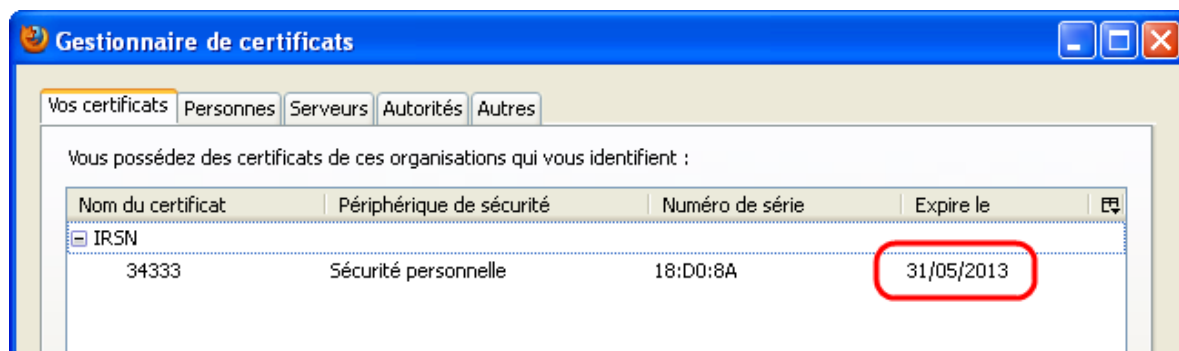 Gestionnaire de certificats
Vos certificats Personnes Serveurs Autorités Autres
Vous possédez des certificats de ces organisations qui vous identifient :
Nom du certificat Périphérique de sécurité Numéro de série Expire le
IRSN
34333 Sécurité personnelle 18:D0:8A 31/05/2013